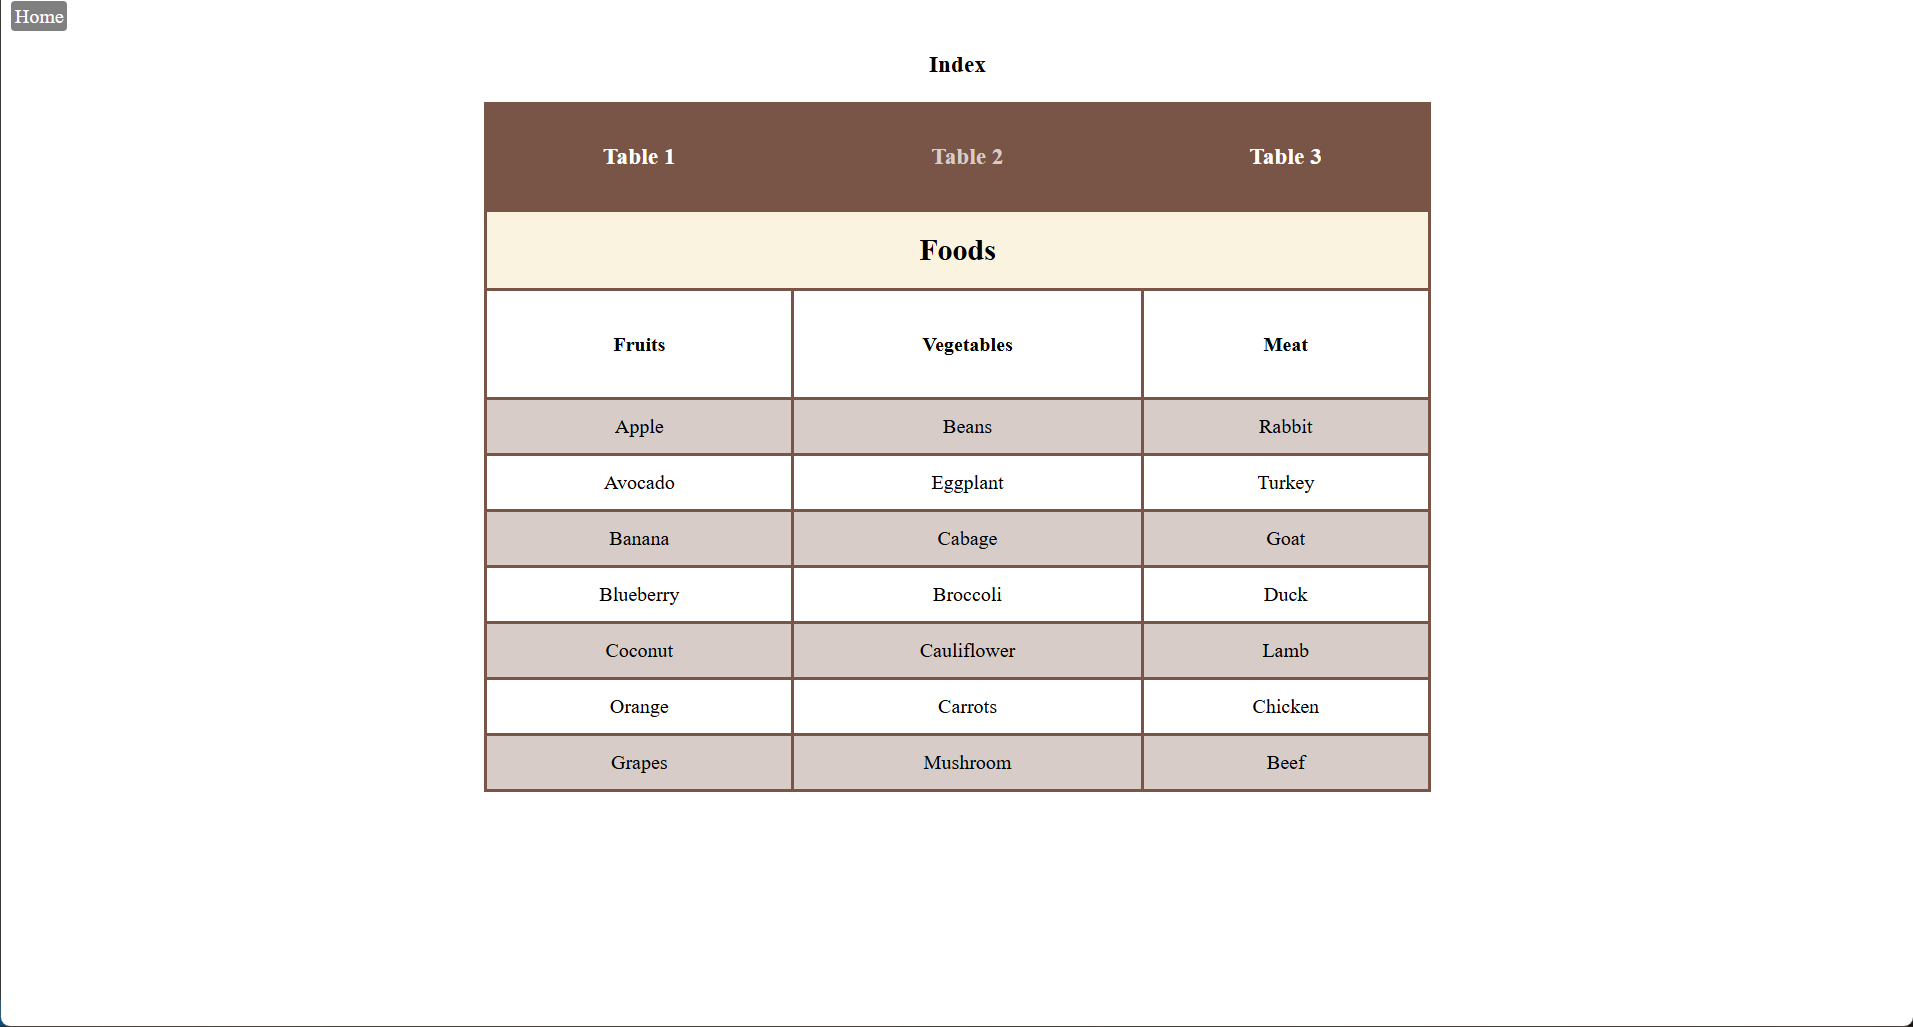 Home
Index
Table 1 Table 2 Table 3
Foods
Fruits Vegetables Meat
Apple Beans Rabbit
Avocado Eggplant Turkey
Banana Cabage Goat
Blueberry Broccoli Duck
Coconut Cauliflower Lamb
Orange Carrots Chicken
Grapes Mushroom Beef